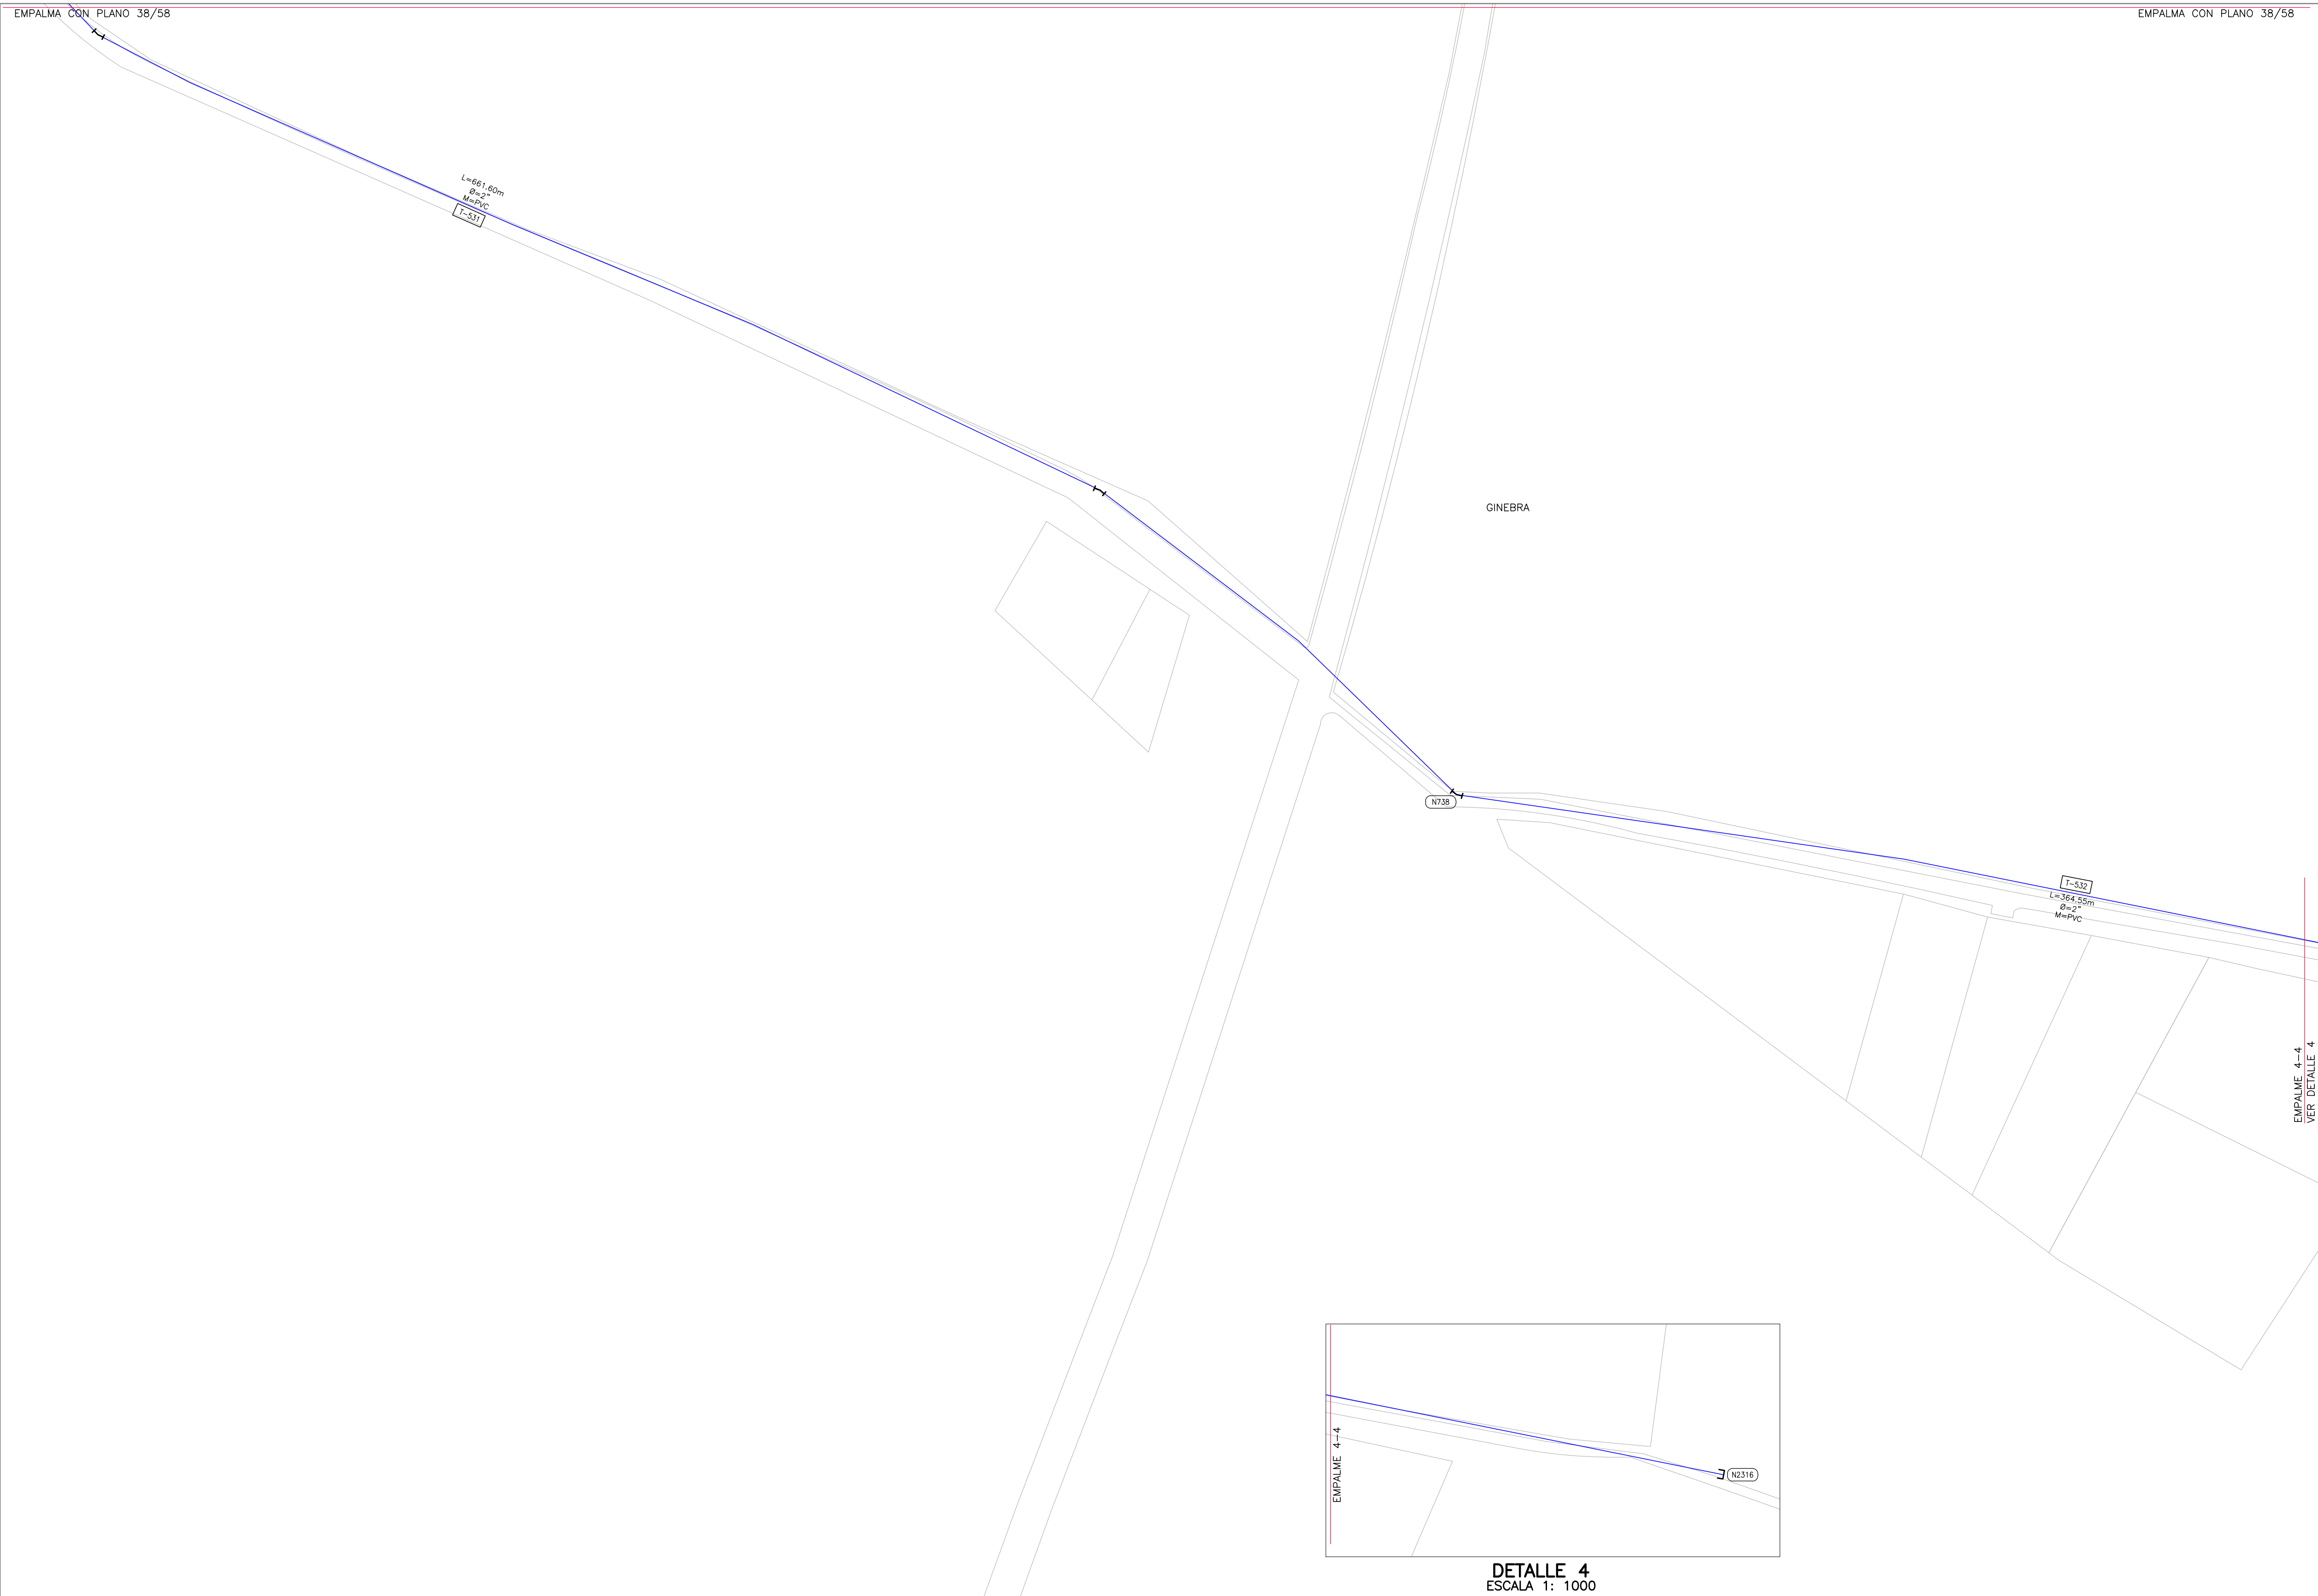 EMPALMA CON PLANO 38/58
EMPALMA CON PLANO 38/58
L=661.60m
Ø=2"
M=PVC
T-531
GINEBRA
N738
T-532
L=364.55m
Ø=2"
M=PVC
EMPALME 4-4
VER DETALLE 4
EMPALME 4-4
N2316
DETALLE 4
ESCALA 1: 1000